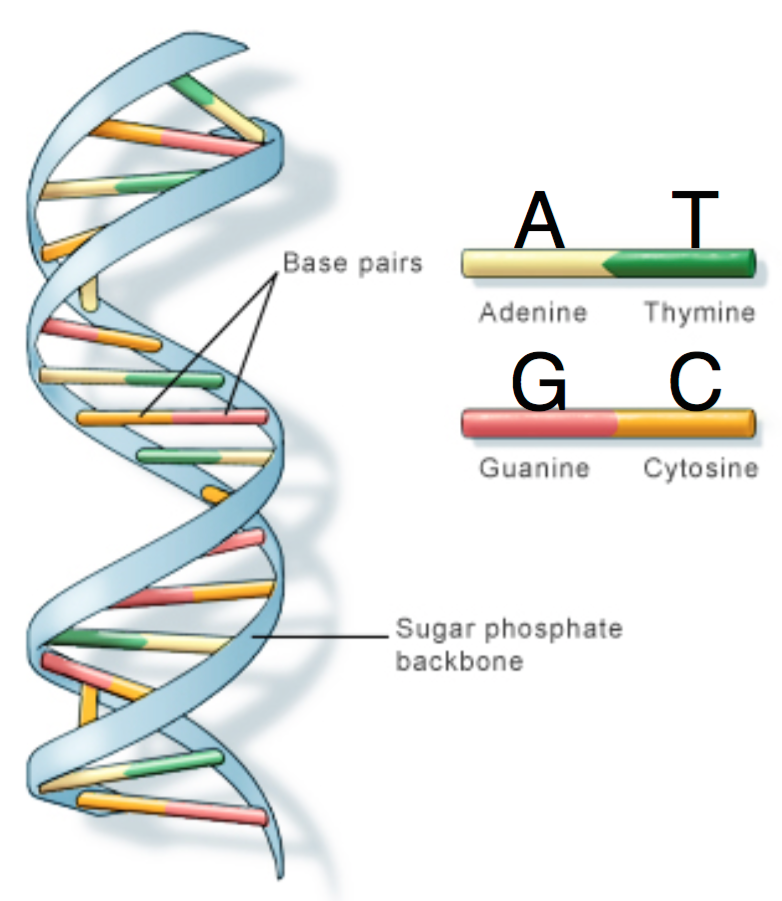 Base pairs
A T
Adenine Thymine
G C
Guanine Cytosine
Sugar phosphate
backbone